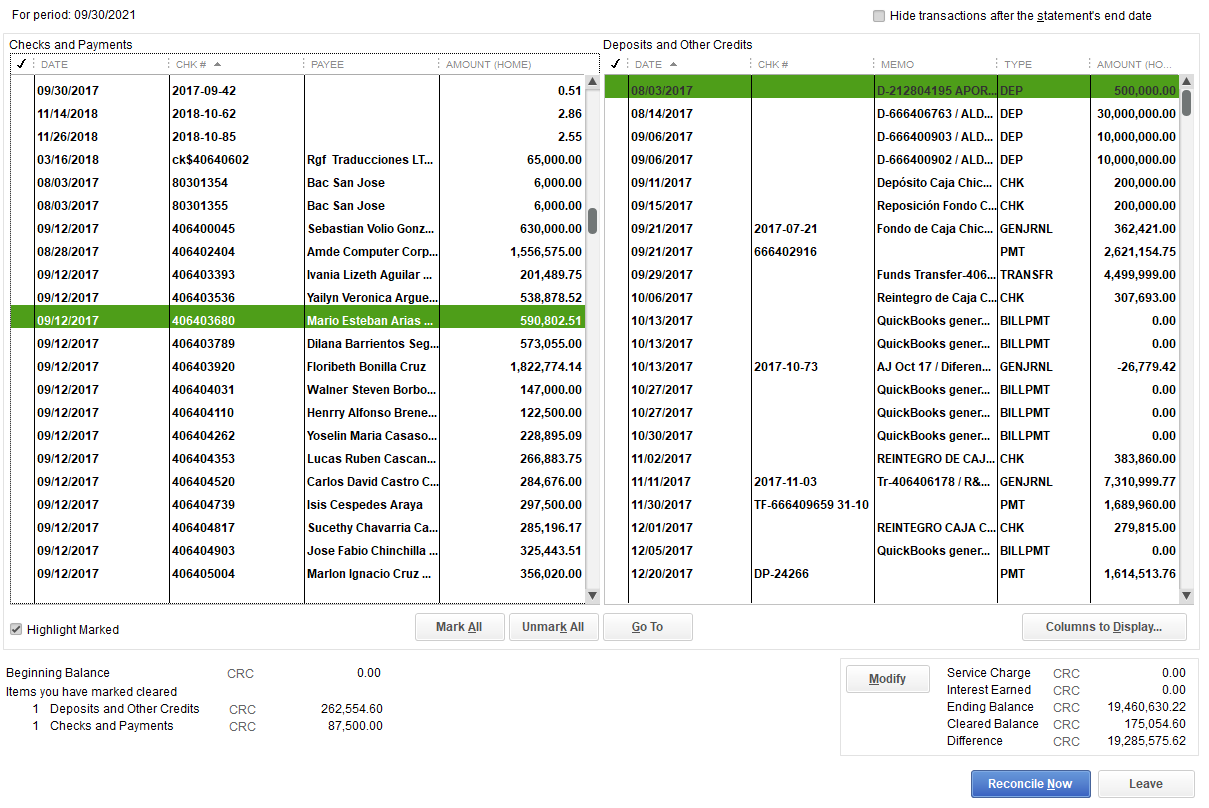 For period: 09/30/2021
Hide transactions after the statement's end date
Checks and Payments
DATE CHK # PAYEE AMOUNT (HOME)
09/30/2017 2017-09-42 0.51
11/14/2018 2018-10-62 2.86
11/26/2018 2018-10-85 2.55
03/16/2018 ck$40640602 Rgf Traducciones LT... 65,000.00
08/03/2017 80301354 Bac San Jose 6,000.00
08/03/2017 80301355 Bac San Jose 6,000.00
09/12/2017 406400045 Sebastian Volio Gonz... 630,000.00
08/28/2017 406402404 Amde Computer Corp... 1,556,575.00
09/12/2017 406403393 Ivania Lizeth Aguilar ... 201,489.75
09/12/2017 406403536 Yailyn Veronica Argue... 538,878.52
09/12/2017 406403680 Mario Esteban Arias ... 590,802.51
09/12/2017 406403789 Dilana Barrientos Seg... 573,055.00
09/12/2017 406403920 Floribeth Bonilla Cruz 1,822,774.14
09/12/2017 406404031 Walner Steven Borbo... 147,000.00
09/12/2017 406404110 Henrry Alfonso Brene... 122,500.00
09/12/2017 406404262 Yoselin Maria Casaso... 228,895.09
09/12/2017 406404353 Lucas Ruben Cascan... 266,883.75
09/12/2017 406404520 Carlos David Castro C... 284,676.00
09/12/2017 406404739 Isis Cespedes Araya 297,500.00
09/12/2017 406404817 Sucethy Chavarria Ca... 285,196.17
09/12/2017 406404903 Jose Fabio Chinchilla ... 325,443.51
09/12/2017 406405004 Marlon Ignacio Cruz ... 356,020.00
Deposits and Other Credits
DATE CHK # MEMO TYPE AMOUNT (HO...
08/03/2017 D-212804195 APOR... DEP 500,000.00
08/14/2017 D-666406763 / ALD... DEP 30,000,000.00
09/06/2017 D-666400903 / ALD... DEP 10,000,000.00
09/06/2017 D-666400902 / ALD... DEP 10,000,000.00
09/11/2017 Depósito Caja Chic... CHK 200,000.00
09/15/2017 Reposición Fondo C... CHK 200,000.00
09/21/2017 2017-07-21 Fondo de Caja Chic... GENJRNL 362,421.00
09/21/2017 666402916 PMT 2,621,154.75
09/29/2017 Funds Transfer-406... TRANSFR 4,499,999.00
10/06/2017 Reintegro de Caja C... CHK 307,693.00
10/13/2017 QuickBooks gener... BILLPMT 0.00
10/13/2017 QuickBooks gener... BILLPMT 0.00
10/13/2017 2017-10-73 AJ Oct 17 / Diferen... GENJRNL -26,779.42
10/27/2017 QuickBooks gener... BILLPMT 0.00
10/27/2017 QuickBooks gener... BILLPMT 0.00
10/30/2017 QuickBooks gener... BILLPMT 0.00
11/02/2017 REINTEGRO DE CAJ... CHK 383,860.00
11/11/2017 2017-11-03 Tr-406406178 / R&... GENJRNL 7,310,999.77
11/30/2017 TF-666409659 31-10 PMT 1,689,960.00
12/01/2017 REINTEGRO CAJA C... CHK 279,815.00
12/05/2017 QuickBooks gener... BILLPMT 0.00
12/20/2017 DP-24266 PMT 1,614,513.76
Highlight Marked
Mark All
Unmark All
Go To
Columns to Display...
Beginning Balance CRC 0.00
Items you have marked cleared
1 Deposits and Other Credits CRC 262,554.60
1 Checks and Payments CRC 87,500.00
Modify
Service Charge CRC 0.00
Interest Earned CRC 0.00
Ending Balance CRC 19,460,630.22
Cleared Balance CRC 175,054.60
Difference CRC 19,285,575.62
Reconcile Now
Leave